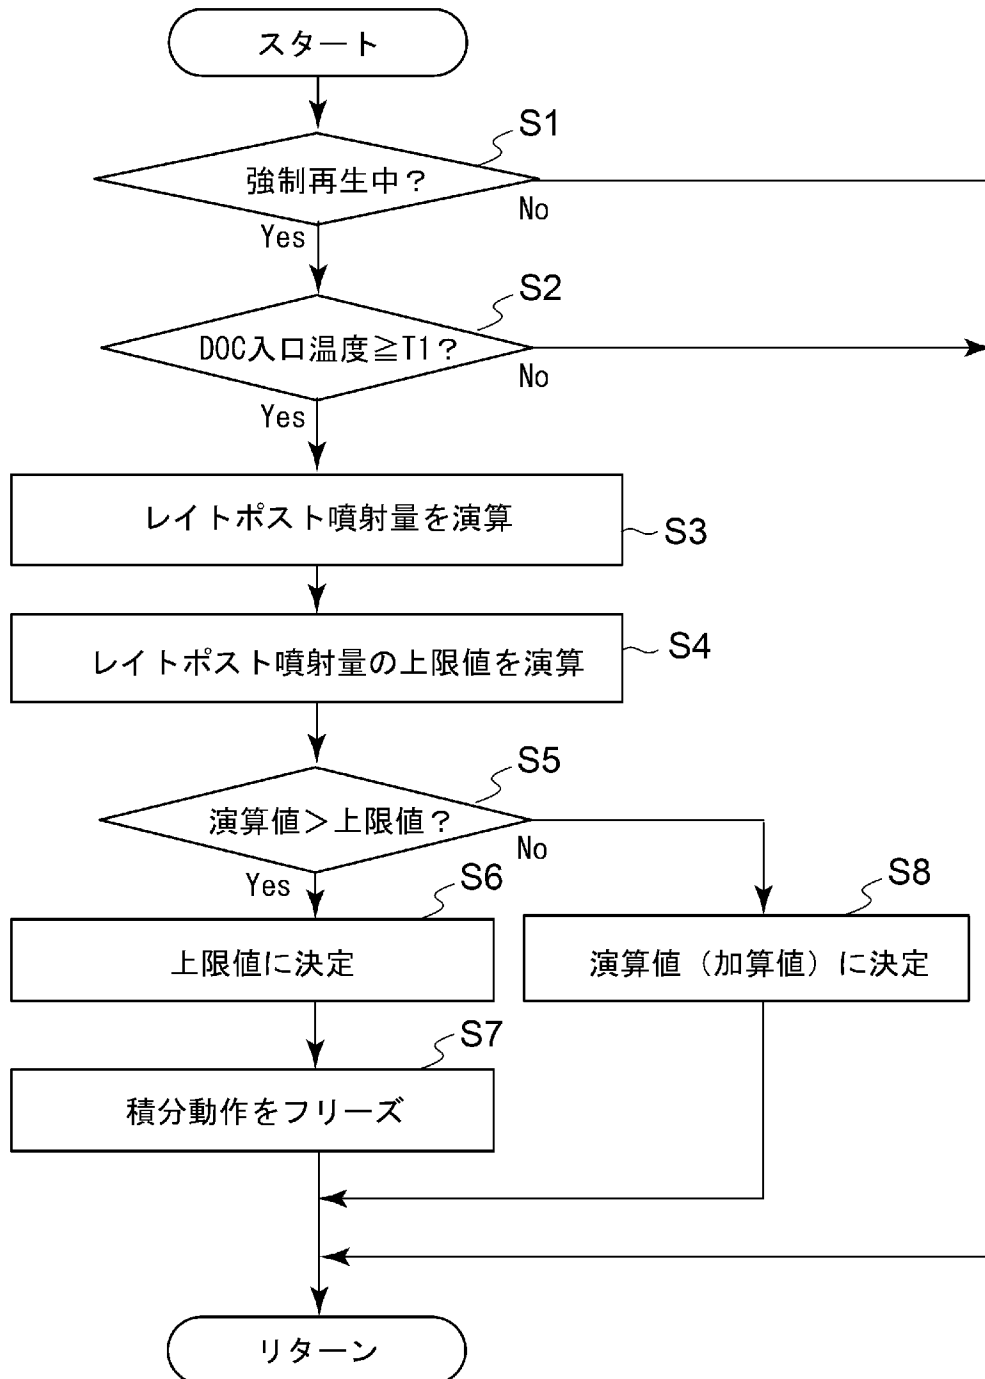 スタート
S1
強制再生中？
No
Yes
S2
DOC入口温度≧T1？
No
Yes
レイトポスト噴射量を演算
S3
レイトポスト噴射量の上限値を演算
S4
S5
演算値＞上限値？
No
Yes
S6
上限値に決定
S8
演算値（加算値）に決定
S7
積分動作をフリーズ
リターン